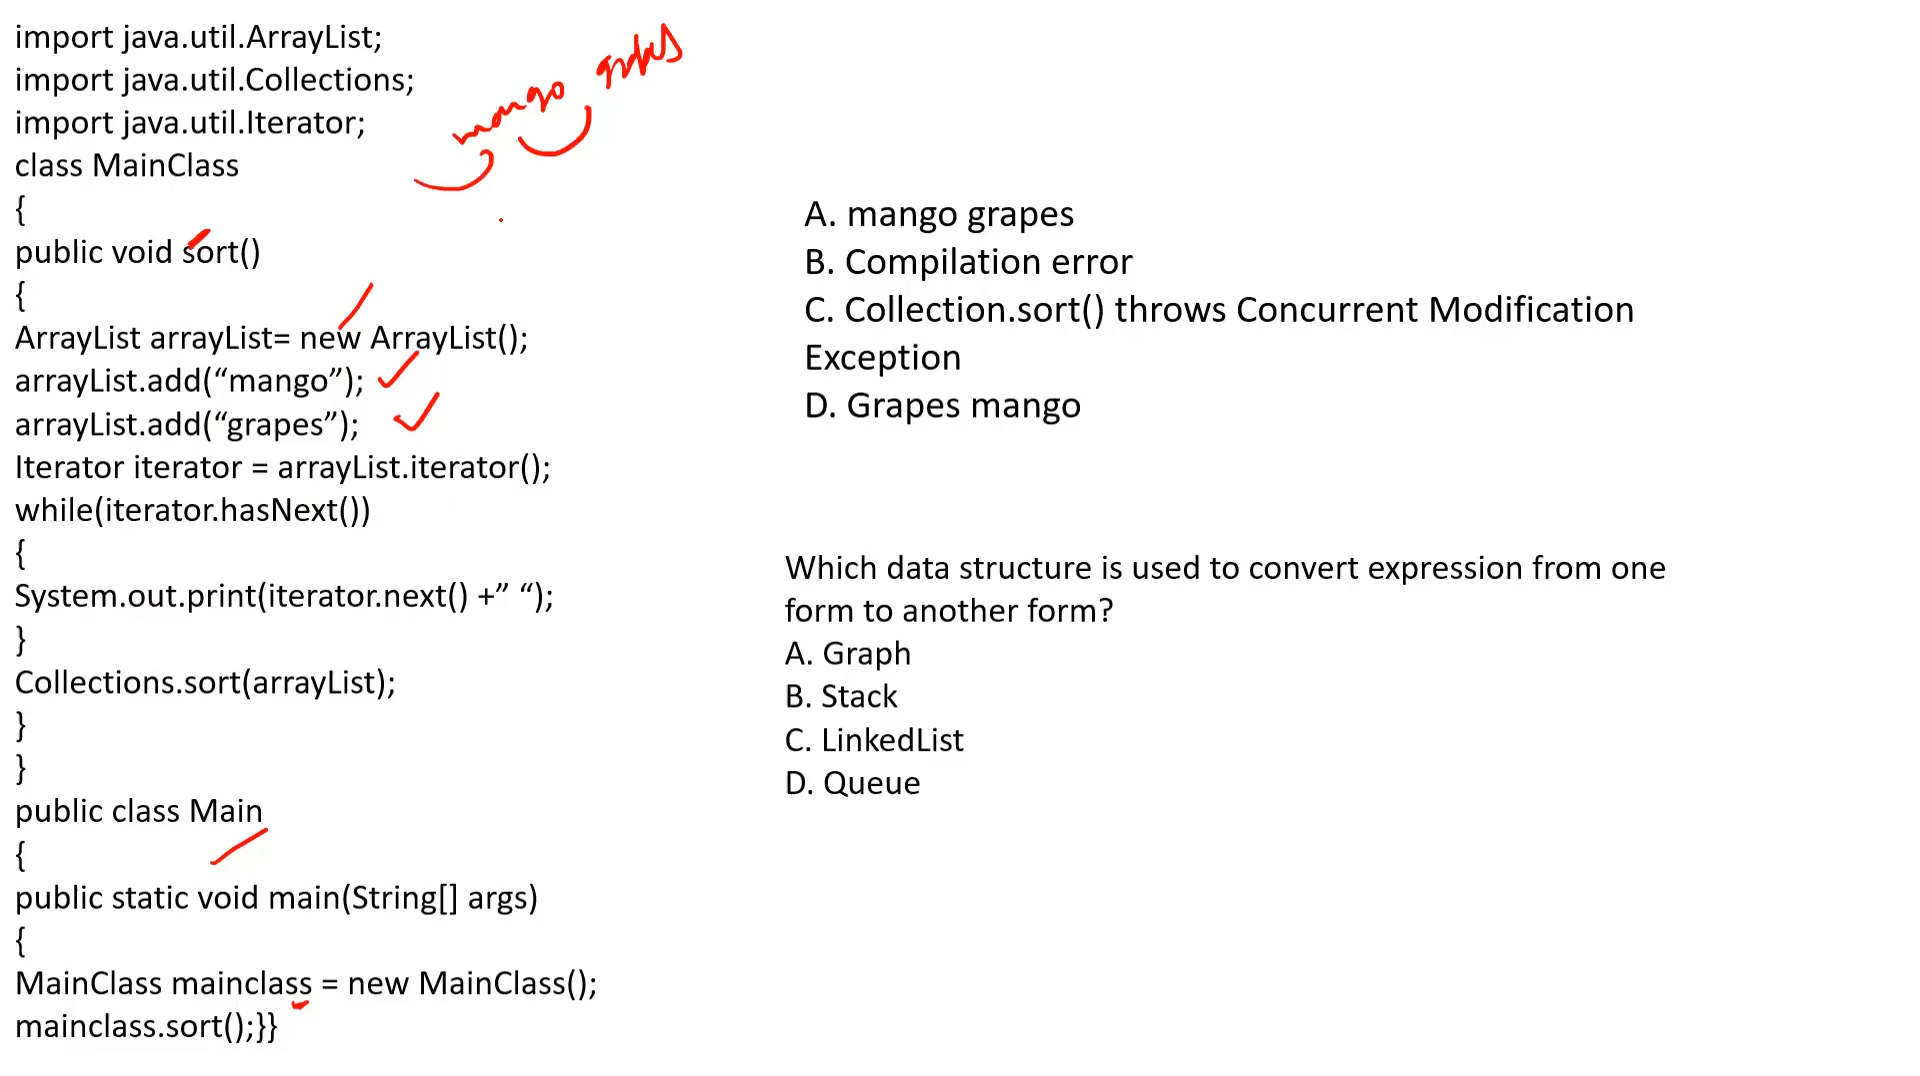 import java.util.ArrayList;
import java.util.Collections;
import java.util.Iterator;
class MainClass
{
public void sort()
{
ArrayList arrayList= new ArrayList();
arrayList.add(“mango”);
arrayList.add(“grapes”);
Iterator iterator = arrayList.iterator();
while(iterator.hasNext())
{
System.out.print(iterator.next() +” “);
}
Collections.sort(arrayList);
}
}
public class Main
{
public static void main(String[] args)
{
MainClass mainclass = new MainClass();
mainclass.sort();}}
mango
A. mango grapes
B. Compilation error
C. Collection.sort() throws Concurrent Modification
Exception
D. Grapes mango
Which data structure is used to convert expression from one
form to another form?
A. Graph
B. Stack
C. LinkedList
D. Queue